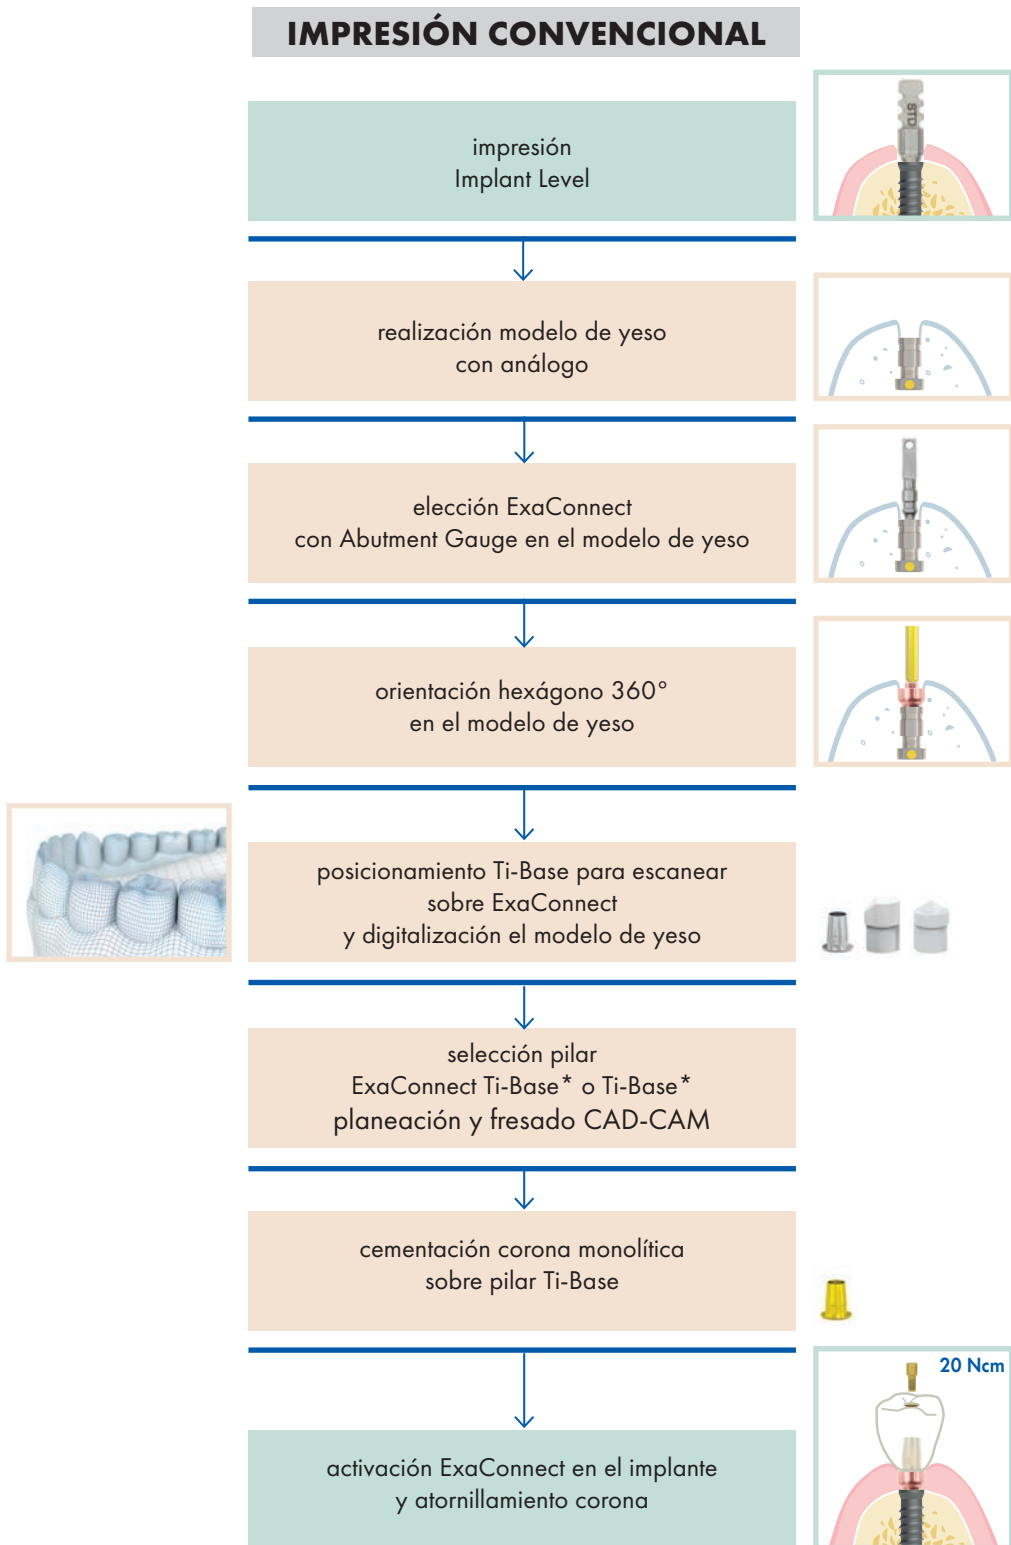 IMPRESIÓN CONVENCIONAL
impresión
Implant Level
STD
realización modelo de yeso
con análogo
elección ExaConnect
con Abutment Gauge en el modelo de yeso
orientación hexágono 360°
en el modelo de yeso
posicionamiento Ti-Base para escanear
sobre ExaConnect
y digitalización el modelo de yeso
selección pilar
ExaConnect Ti-Base* o Ti-Base*
planeación y fresado CAD-CAM
cementación corona monolítica
sobre pilar Ti-Base
20 Ncm
activación ExaConnect en el implante
y atornillamiento corona